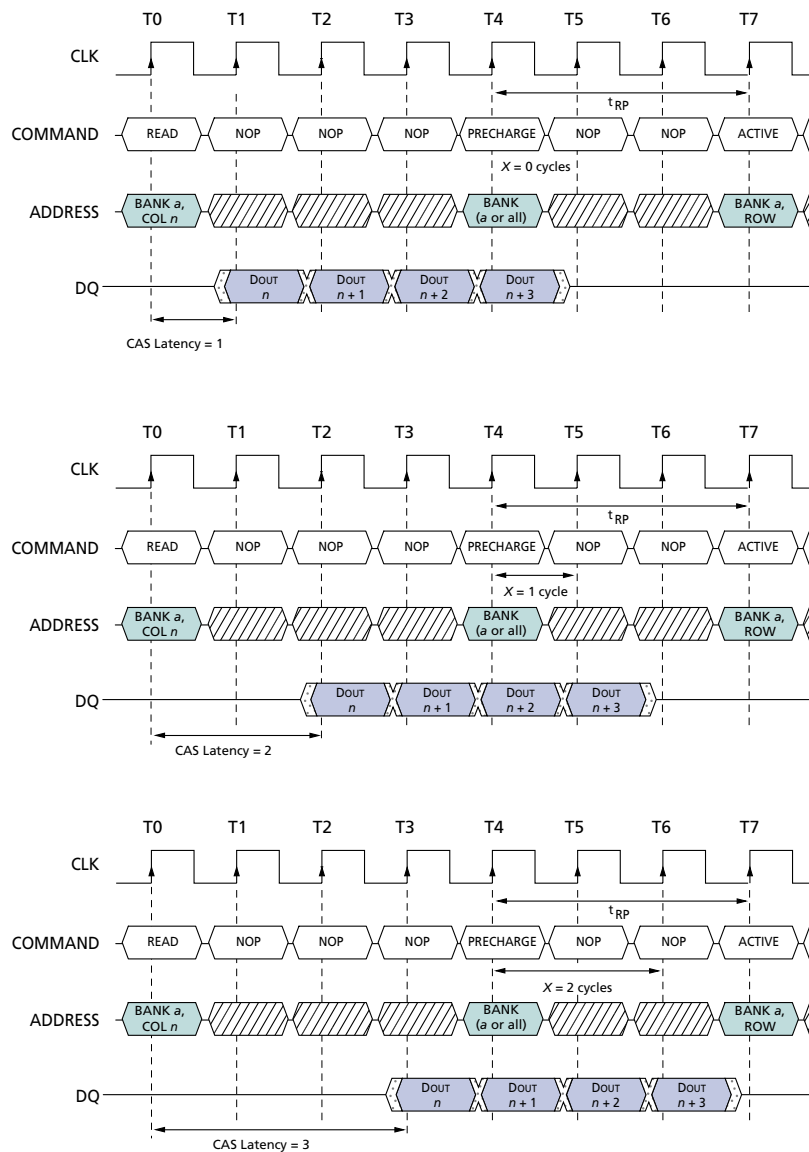 T0 T1 T2 T3 T4 T5 T6 T7
CLK
tRP
COMMAND READ NOP NOP NOP PRECHARGE NOP NOP ACTIVE
X = 0 cycles
ADDRESS BANK a, COL n BANK (a or all) BANK a, ROW
DQ DOUT n DOUT n + 1 DOUT n + 2 DOUT n + 3
CAS Latency = 1
T0 T1 T2 T3 T4 T5 T6 T7
CLK
tRP
COMMAND READ NOP NOP NOP PRECHARGE NOP NOP ACTIVE
X = 1 cycle
ADDRESS BANK a, COL n BANK (a or all) BANK a, ROW
DQ DOUT n DOUT n + 1 DOUT n + 2 DOUT n + 3
CAS Latency = 2
T0 T1 T2 T3 T4 T5 T6 T7
CLK
tRP
COMMAND READ NOP NOP NOP PRECHARGE NOP NOP ACTIVE
X = 2 cycles
ADDRESS BANK a, COL n BANK (a or all) BANK a, ROW
DQ DOUT n DOUT n + 1 DOUT n + 2 DOUT n + 3
CAS Latency = 3